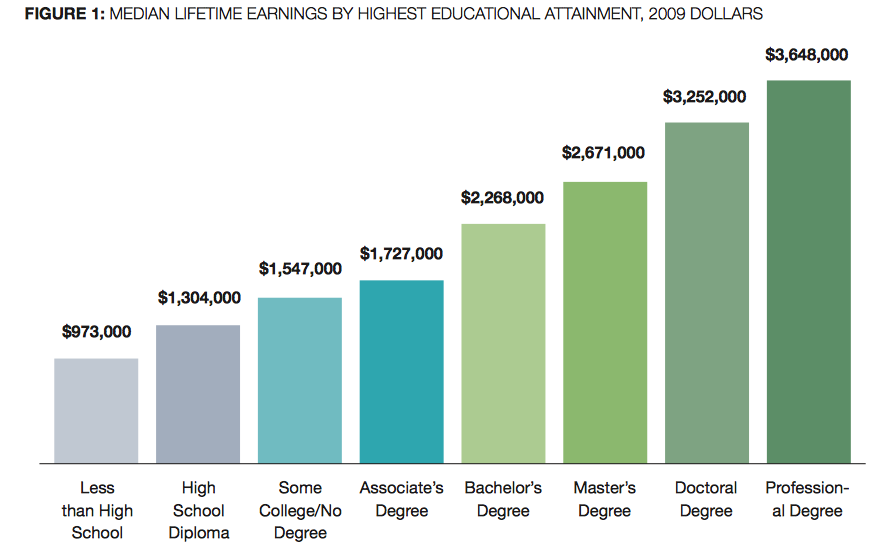 FIGURE 1: MEDIAN LIFETIME EARNINGS BY HIGHEST EDUCATIONAL ATTAINMENT, 2009 DOLLARS
$973,000
$1,304,000
$1,547,000
$1,727,000
$2,268,000
$2,671,000
$3,252,000
$3,648,000
Less
than High
School
High
School
Diploma
Some
College/No
Degree
Associate's
Degree
Bachelor's
Degree
Master's
Degree
Doctoral
Degree
Profession-
al Degree